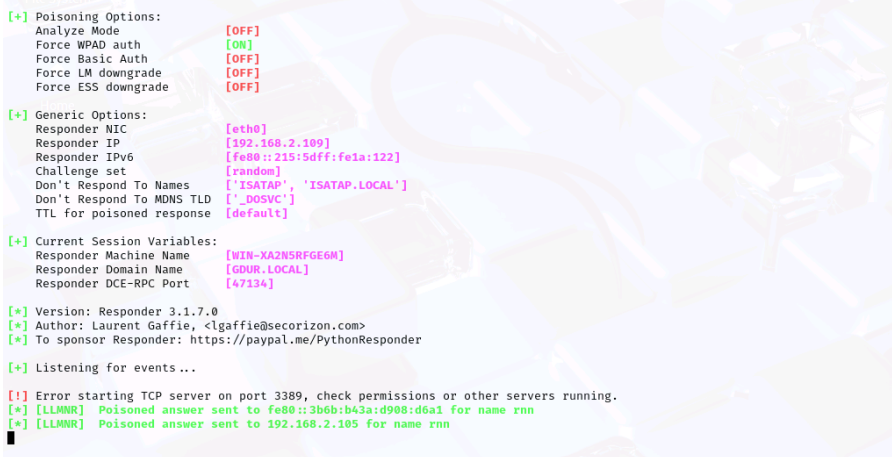 [+] Poisoning Options:
    Analyze Mode               [OFF]
    Force WPAD auth            [ON]
    Force Basic Auth           [OFF]
    Force LM downgrade         [OFF]
    Force ESS downgrade        [OFF]
[+] Generic Options:
    Responder NIC              [eth0]
    Responder IP               [192.168.2.109]
    Responder IPv6             [fe80::215:5dff:fe1a:122]
    Challenge set              [random]
    Don't Respond To Names     ['ISATAP', 'ISATAP.LOCAL']
    Don't Respond To MDNS TLD  ['_DOSVC']
    TTL for poisoned response  [default]
[+] Current Session Variables:
    Responder Machine Name     [WIN-XA2N5RFGE6M]
    Responder Domain Name      [GDUR.LOCAL]
    Responder DCE-RPC Port     [47134]
[*] Version: Responder 3.1.7.0
[*] Author: Laurent Gaffie, <lgaffie@secorizon.com>
[*] To sponsor Responder: https://paypal.me/PythonResponder
[+] Listening for events...
[!] Error starting TCP server on port 3389, check permissions or other servers running.
[*] [LLMNR]  Poisoned answer sent to fe80::3b6b:b43a:d908:d6a1 for name rnn
[*] [LLMNR]  Poisoned answer sent to 192.168.2.105 for name rnn